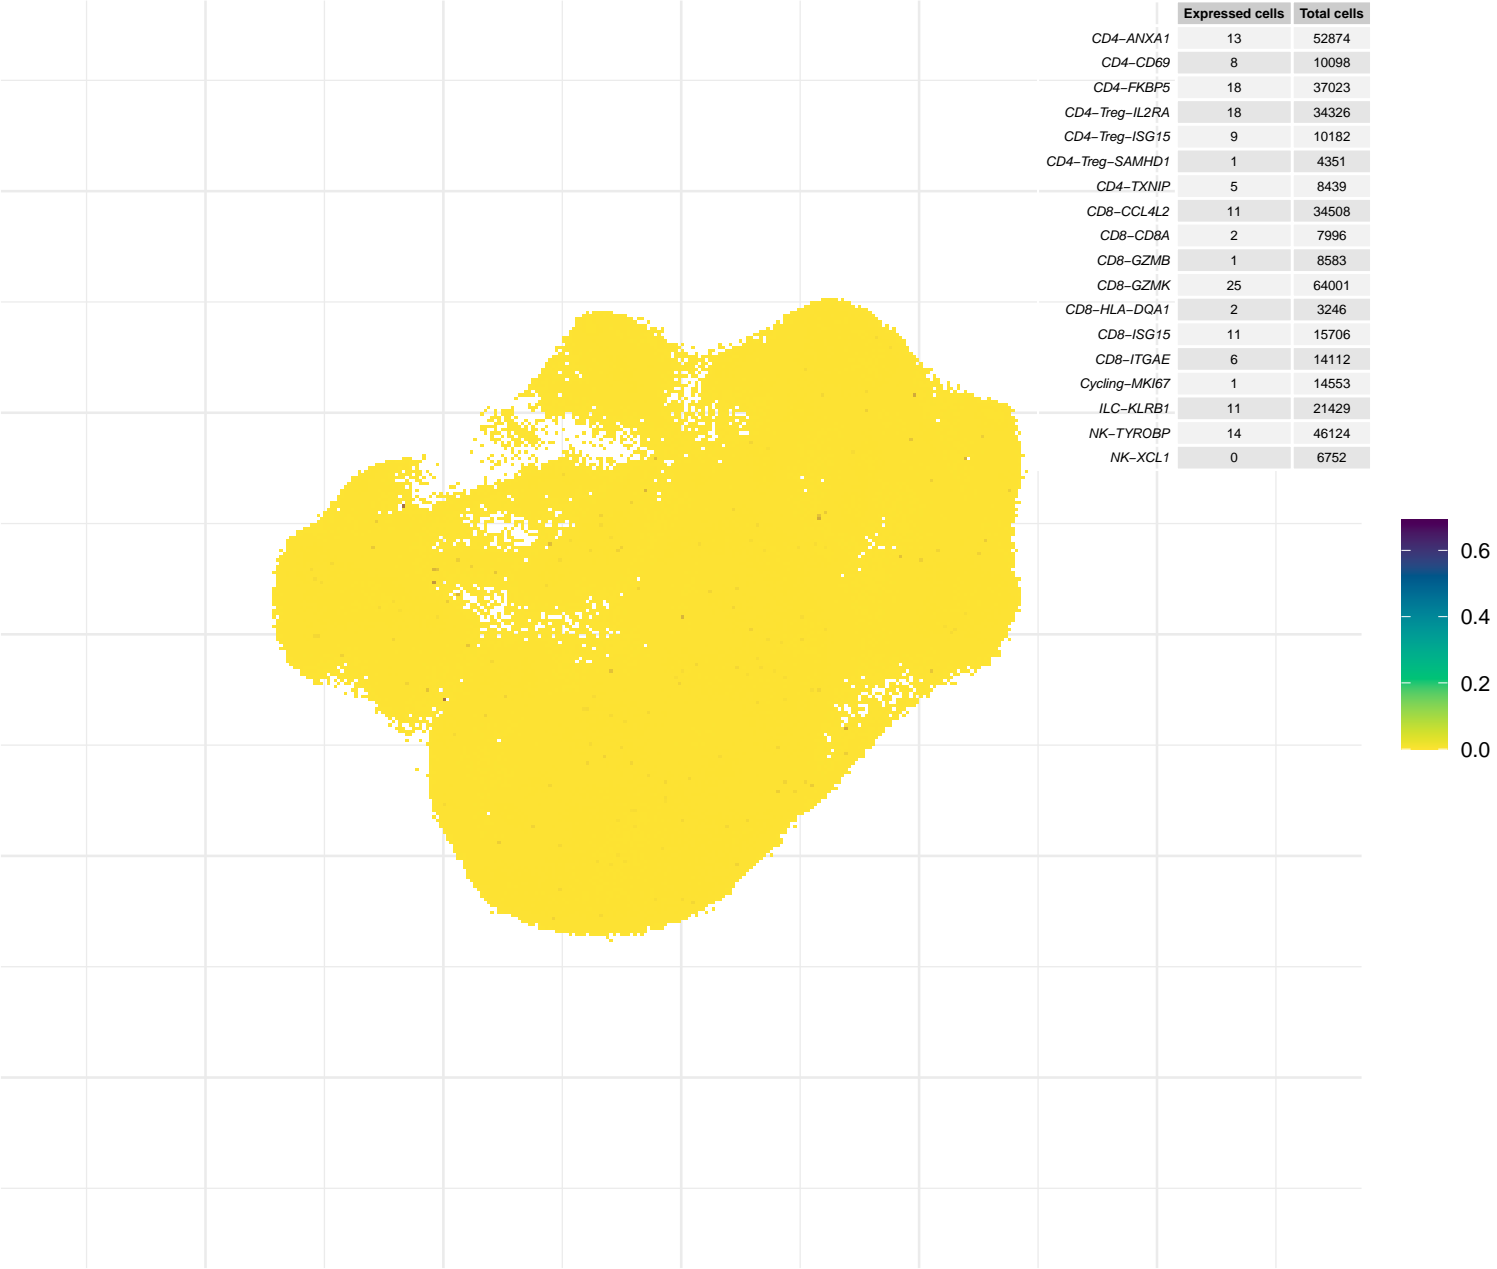 Expressed cells Total cells
CD4−ANXA1 13 52874
CD4−CD69 8 10098
CD4−FKBP5 18 37023
CD4−Treg−IL2RA 18 34326
CD4−Treg−ISG15 9 10182
CD4−Treg−SAMHD1 1 4351
CD4−TXNIP 5 8439
CD8−CCL4L2 11 34508
CD8−CD8A 2 7996
CD8−GZMB 1 8583
CD8−GZMK 25 64001
CD8−HLA−DQA1 2 3246
CD8−ISG15 11 15706
CD8−ITGAE 6 14112
Cycling−MKI67 1 14553
ILC−KLRB1 11 21429
NK−TYROBP 14 46124
NK−XCL1 0 6752
0.6
0.4
0.2
0.0